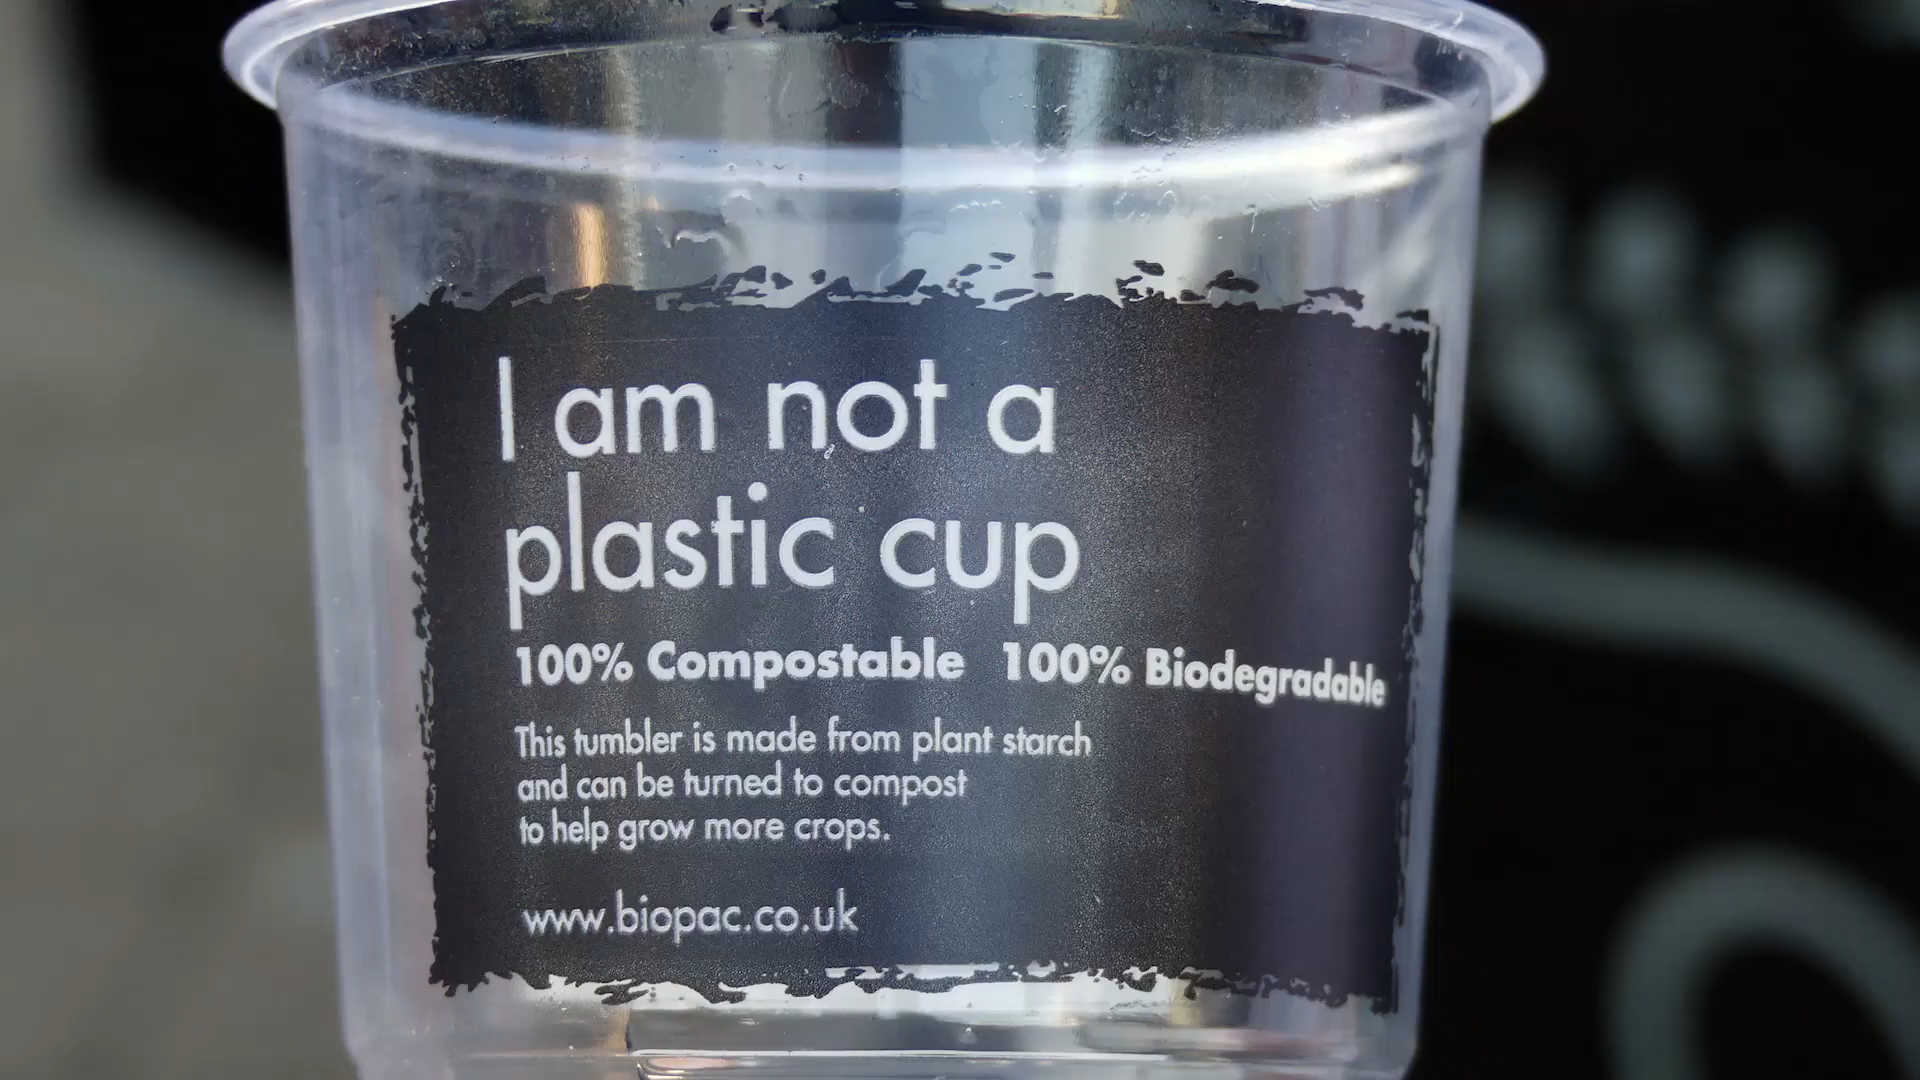 I am not a
plastic cup
100% Compostable 100% Biodegradable
This tumbler is made from plant starch
and can be turned to compost
to help grow more crops.
www.biopac.co.uk